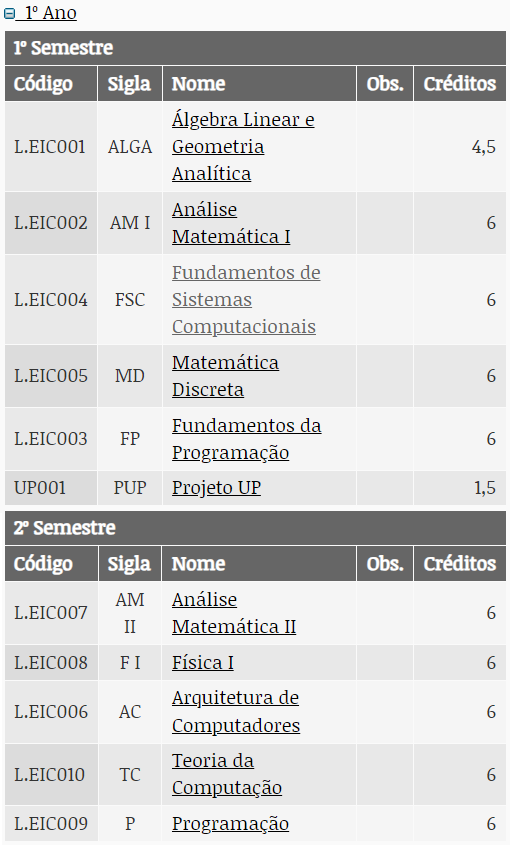 1º Ano
1º Semestre
Código Sigla Nome Obs. Créditos
L.EIC001 ALGA Álgebra Linear e Geometria Analítica 4,5
L.EIC002 AM I Análise Matemática I 6
L.EIC004 FSC Fundamentos de Sistemas Computacionais 6
L.EIC005 MD Matemática Discreta 6
L.EIC003 FP Fundamentos da Programação 6
UP001 PUP Projeto UP 1,5
2º Semestre
Código Sigla Nome Obs. Créditos
L.EIC007 AM II Análise Matemática II 6
L.EIC008 F I Física I 6
L.EIC006 AC Arquitetura de Computadores 6
L.EIC010 TC Teoria da Computação 6
L.EIC009 P Programação 6